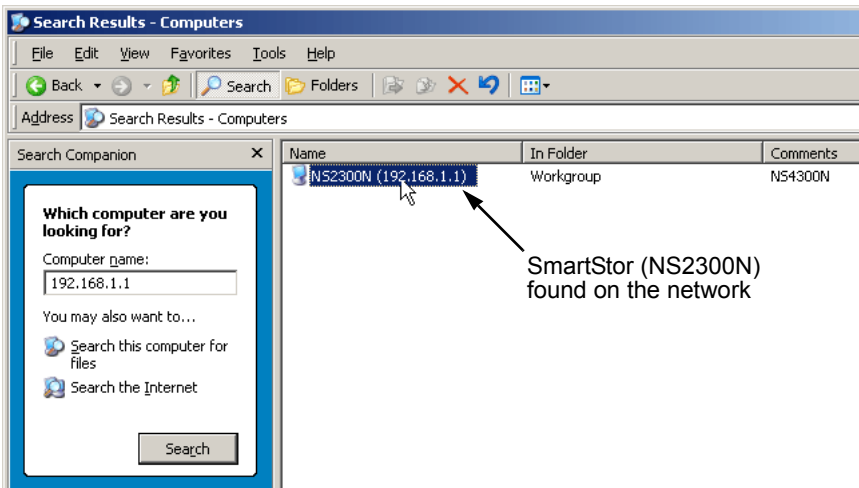 Search Results - Computers
File Edit View Favorites Tools Help
Back Search Folders
Address Search Results - Computers
Search Companion
Name In Folder Comments
NS2300N (192.168.1.1) Workgroup NS4300N
Which computer are you
looking for?
Computer name:
192.168.1.1
You may also want to...
Search this computer for
files
Search the Internet
Search
SmartStor (NS2300N)
found on the network